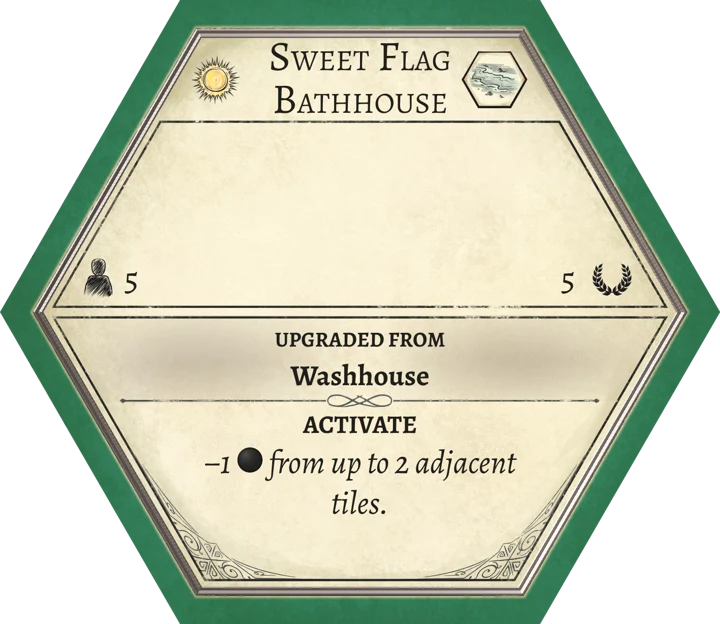 Sweet Flag
Bathhouse
5
5
UPGRADED FROM
Washhouse
ACTIVATE
–1 from up to 2 adjacent
tiles.